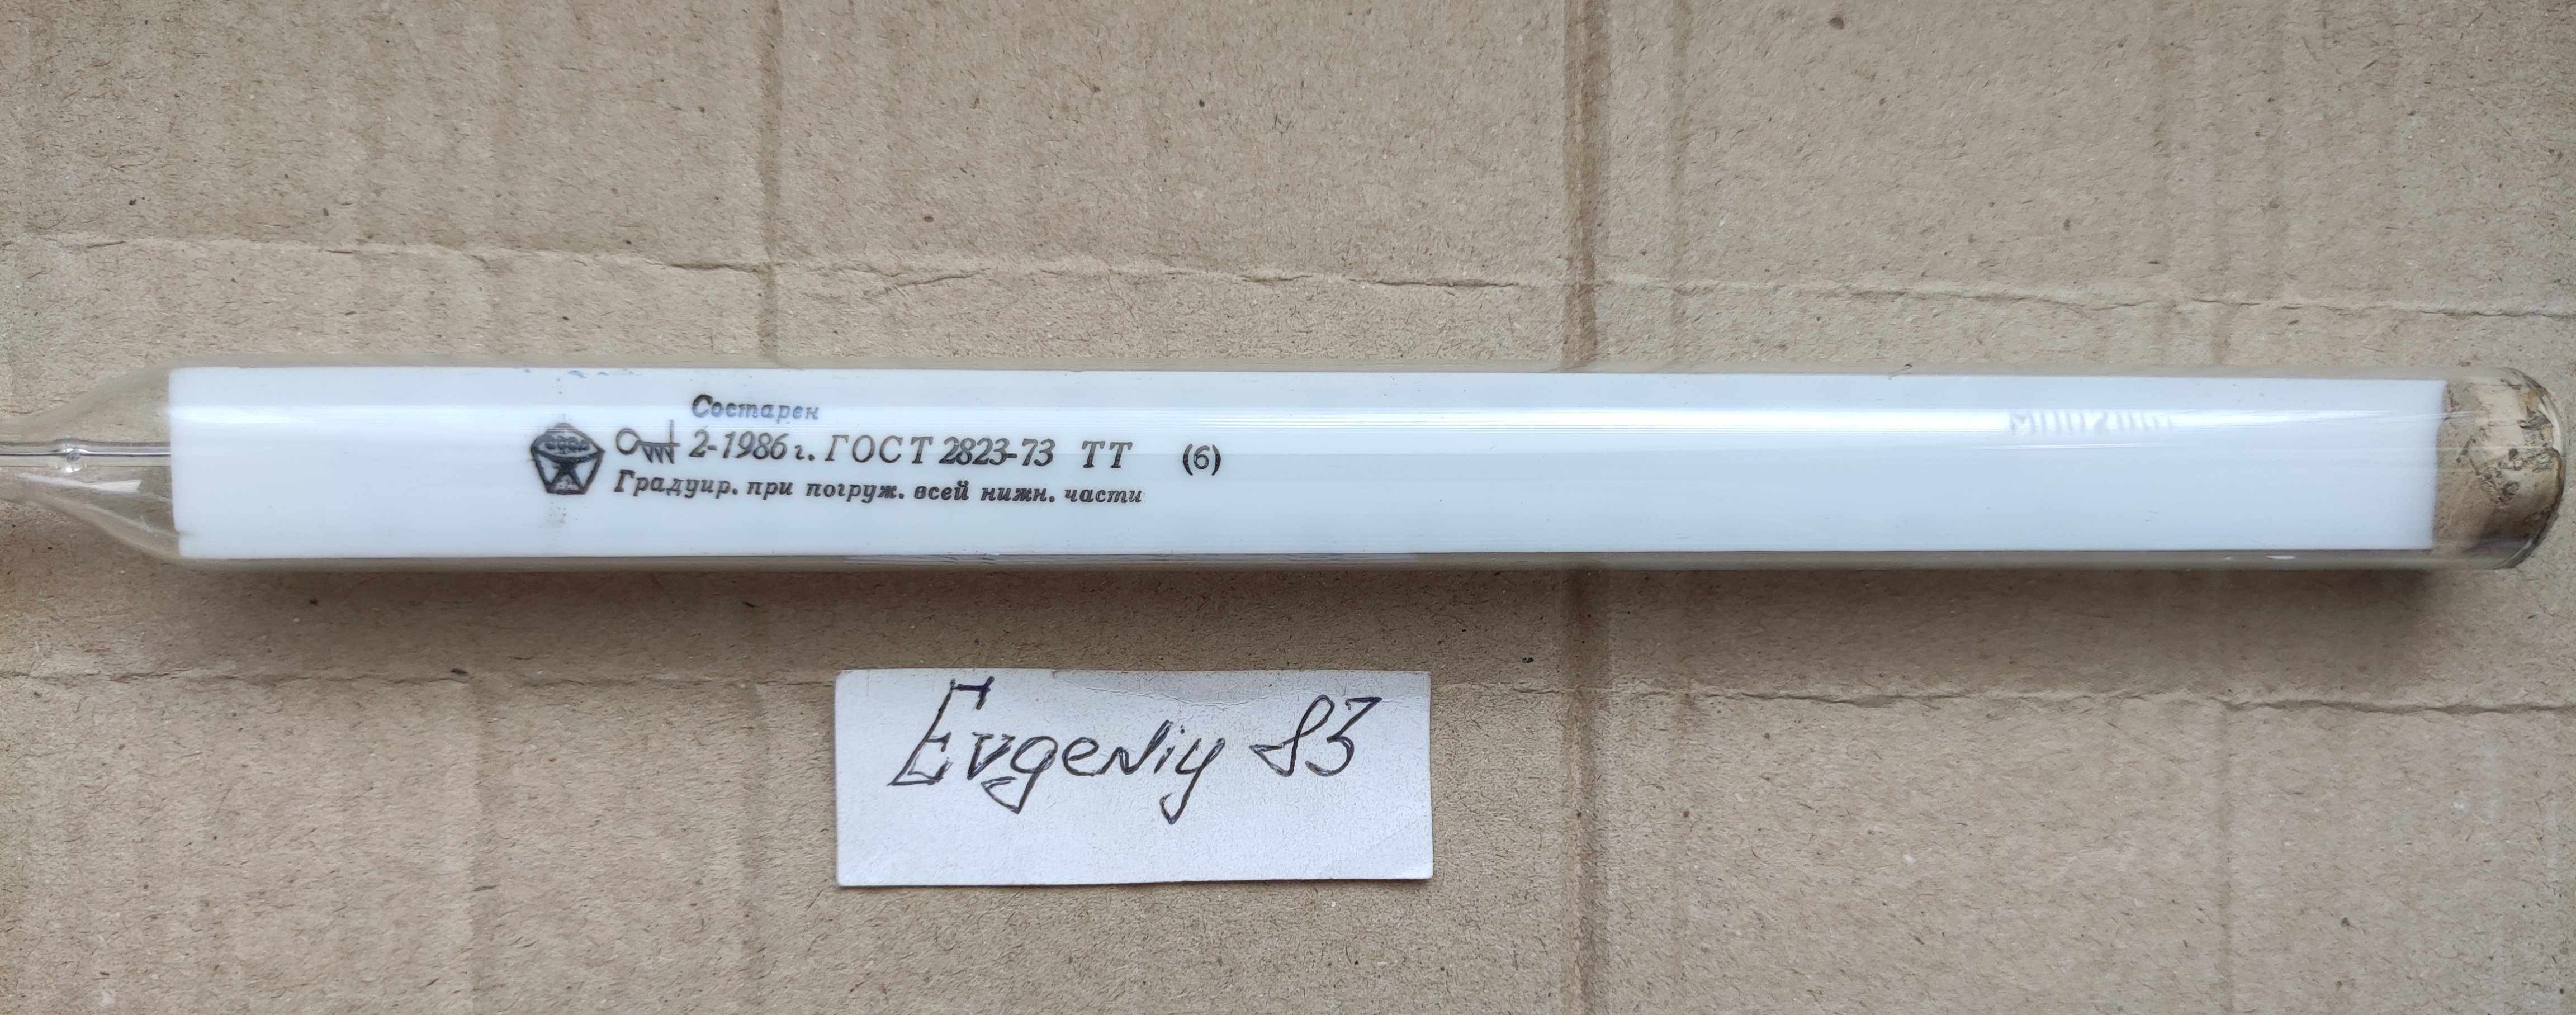 Состарен
2-1986 г. ГОСТ 2823-73 ТТ (6)
Градуир. при погруж. всей нижн. части
Evgeniy 83